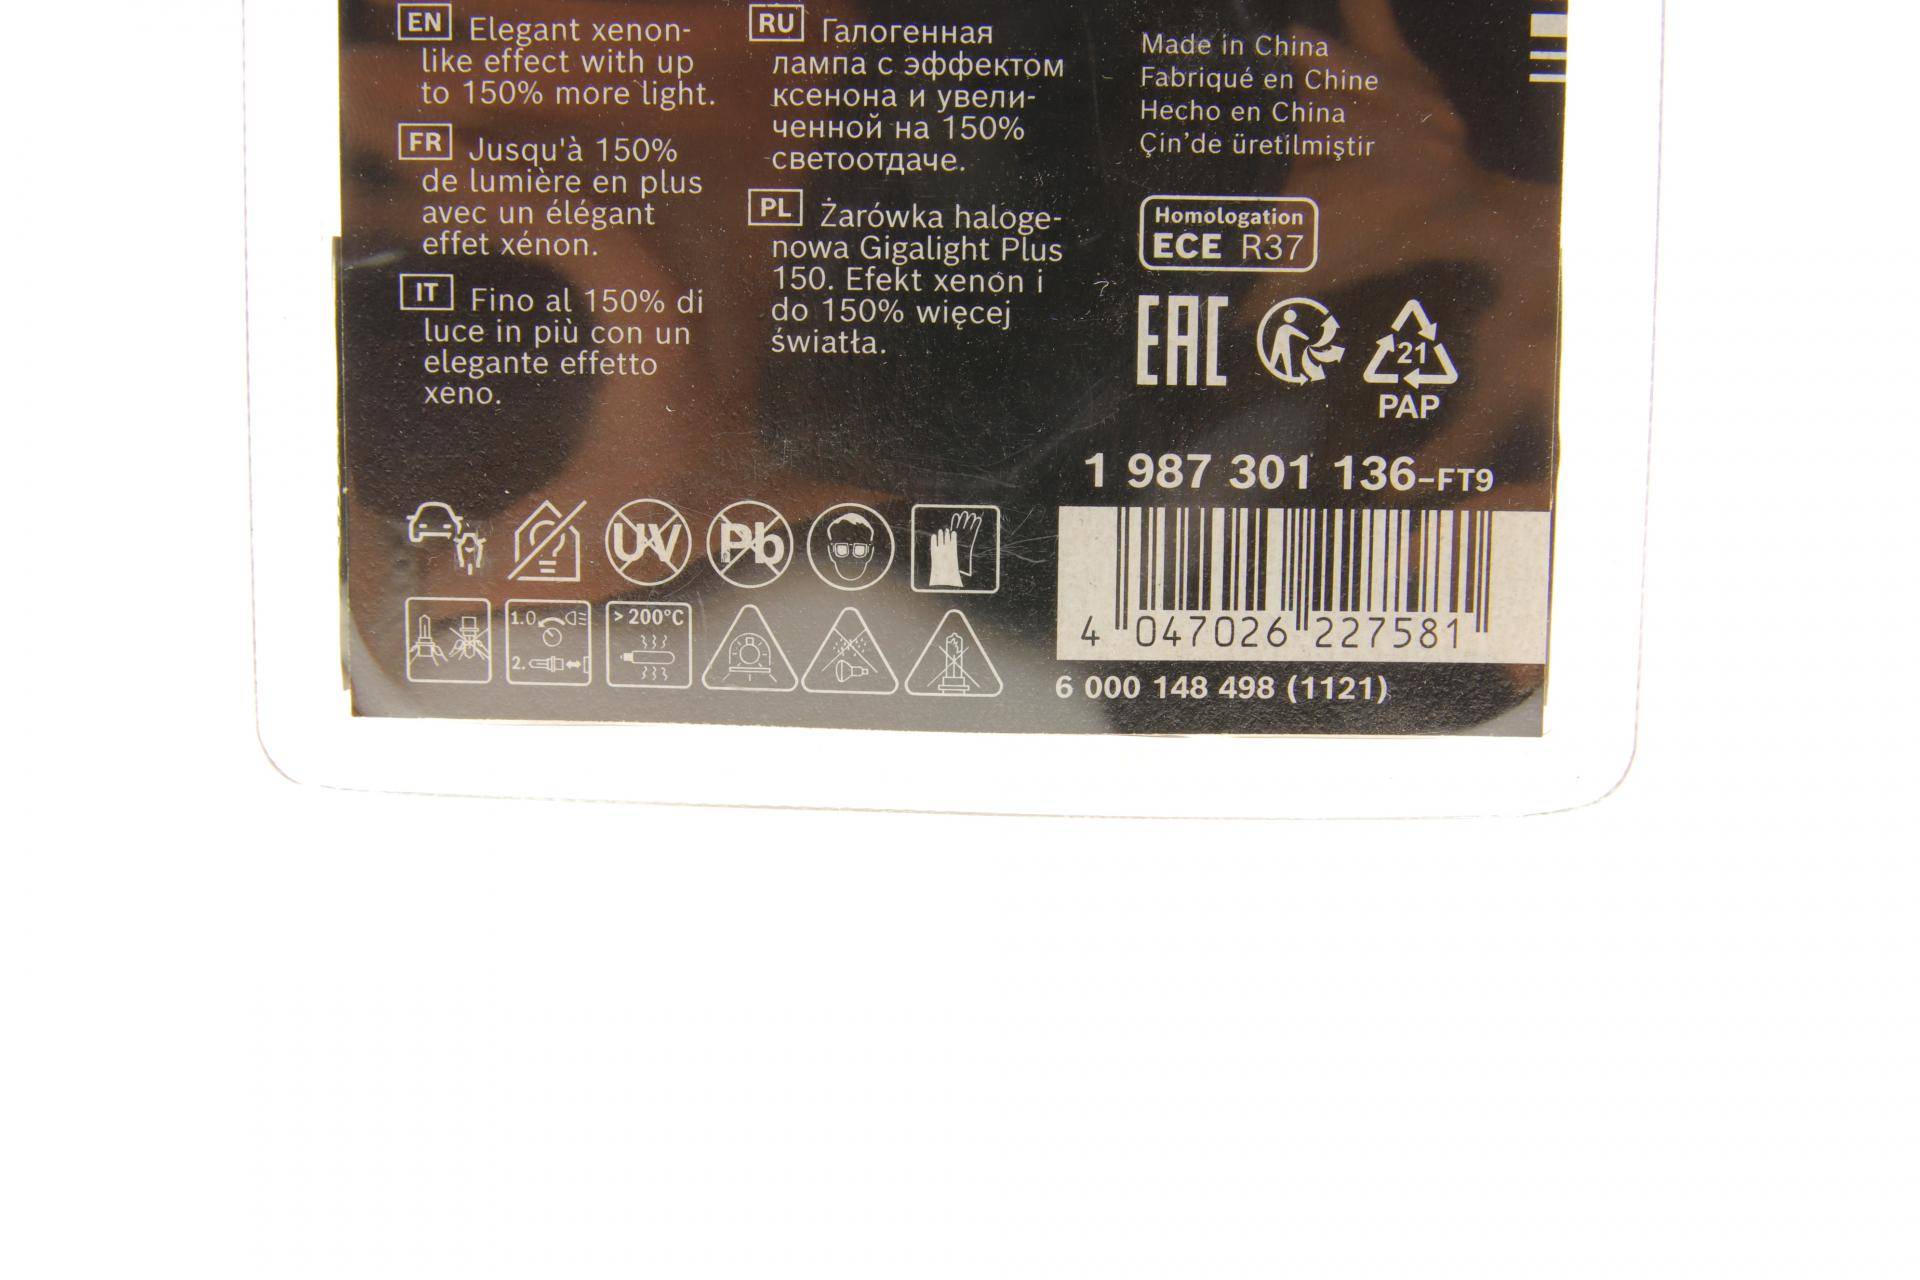 EN Elegant xenon-
like effect with up
to 150% more light.
FR Jusqu'à 150%
de lumière en plus
avec un élégant
effet xénon.
IT Fino al 150% di
luce in più con un
elegante effetto
xeno.
RU Галогенная
лампа с эффектом
ксенона и увели-
ченной на 150%
светоотдаче.
PL Żarówka haloge-
nowa Gigalight Plus
150. Efekt xenon i
do 150% więcej
światła.
Made in China
Fabriqué en Chine
Hecho en China
Çin'de üretilmiştir
Homologation
ECE R37
EAC
21
PAP
1 987 301 136-FT9
UV
Pb
1.0
2.
> 200°C
4 047026 227581
6 000 148 498 (1121)